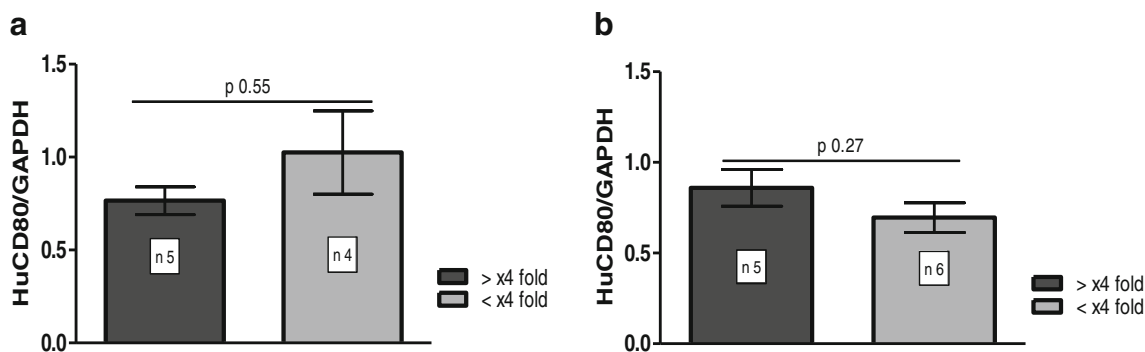 a
HuCD80/GAPDH
1.5
1.0
0.5
0.0
p 0.55
n 5
n 4
> x4 fold
< x4 fold
b
HuCD80/GAPDH
1.5
1.0
0.5
0.0
p 0.27
n 5
n 6
> x4 fold
< x4 fold